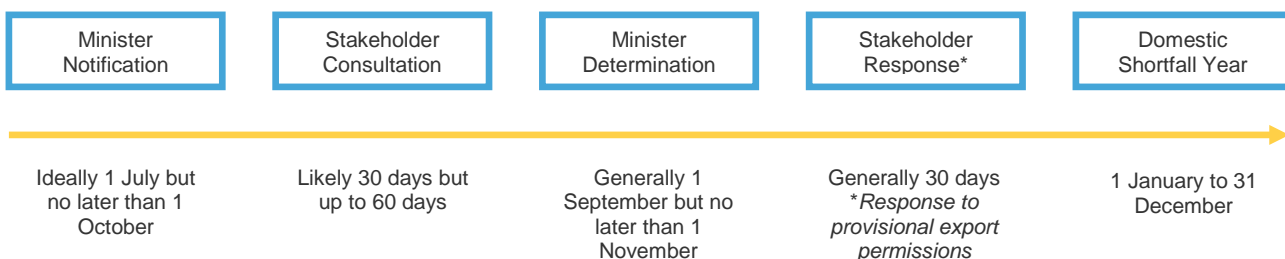 Minister
Notification
Stakeholder
Consultation
Minister
Determination
Stakeholder
Response*
Domestic
Shortfall Year
Ideally 1 July but
no later than 1
October
Likely 30 days but
up to 60 days
Generally 1
September but no
later than 1
November
Generally 30 days
*Response to
provisional export
permissions
1 January to 31
December